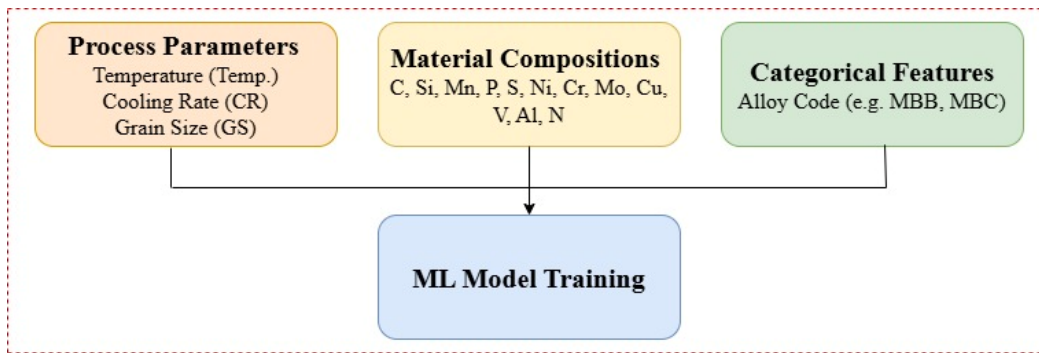 Process Parameters
Temperature (Temp.)
Cooling Rate (CR)
Grain Size (GS)
Material Compositions
C, Si, Mn, P, S, Ni, Cr, Mo, Cu,
V, Al, N
Categorical Features
Alloy Code (e.g. MBB, MBC)
ML Model Training